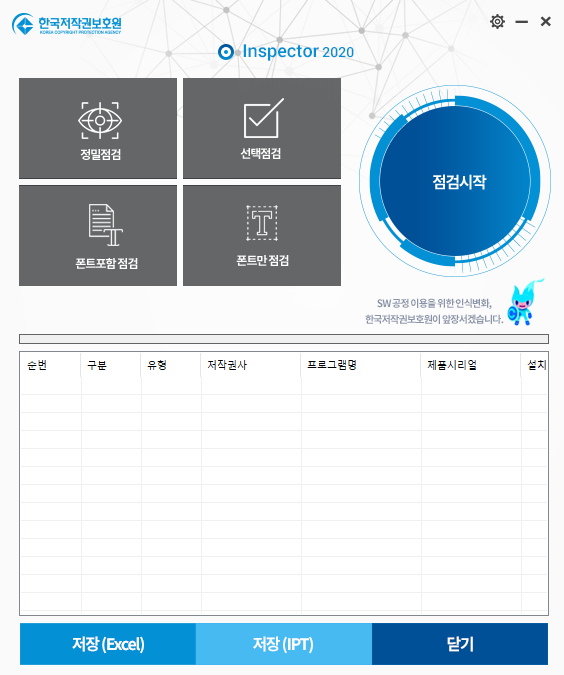 한국저작권보호원
KOREA COPYRIGHT PROTECTION AGENCY
Inspector 2020
정밀점검
선택점검
폰트포함 점검
폰트만 점검
점검시작
SW 공정 이용을 위한 인식변화,
한국저작권보호원이 앞장서겠습니다.
순번 구분 유형 저작권사 프로그램명 제품시리얼 설치
저장 (Excel) 저장 (IPT) 닫기